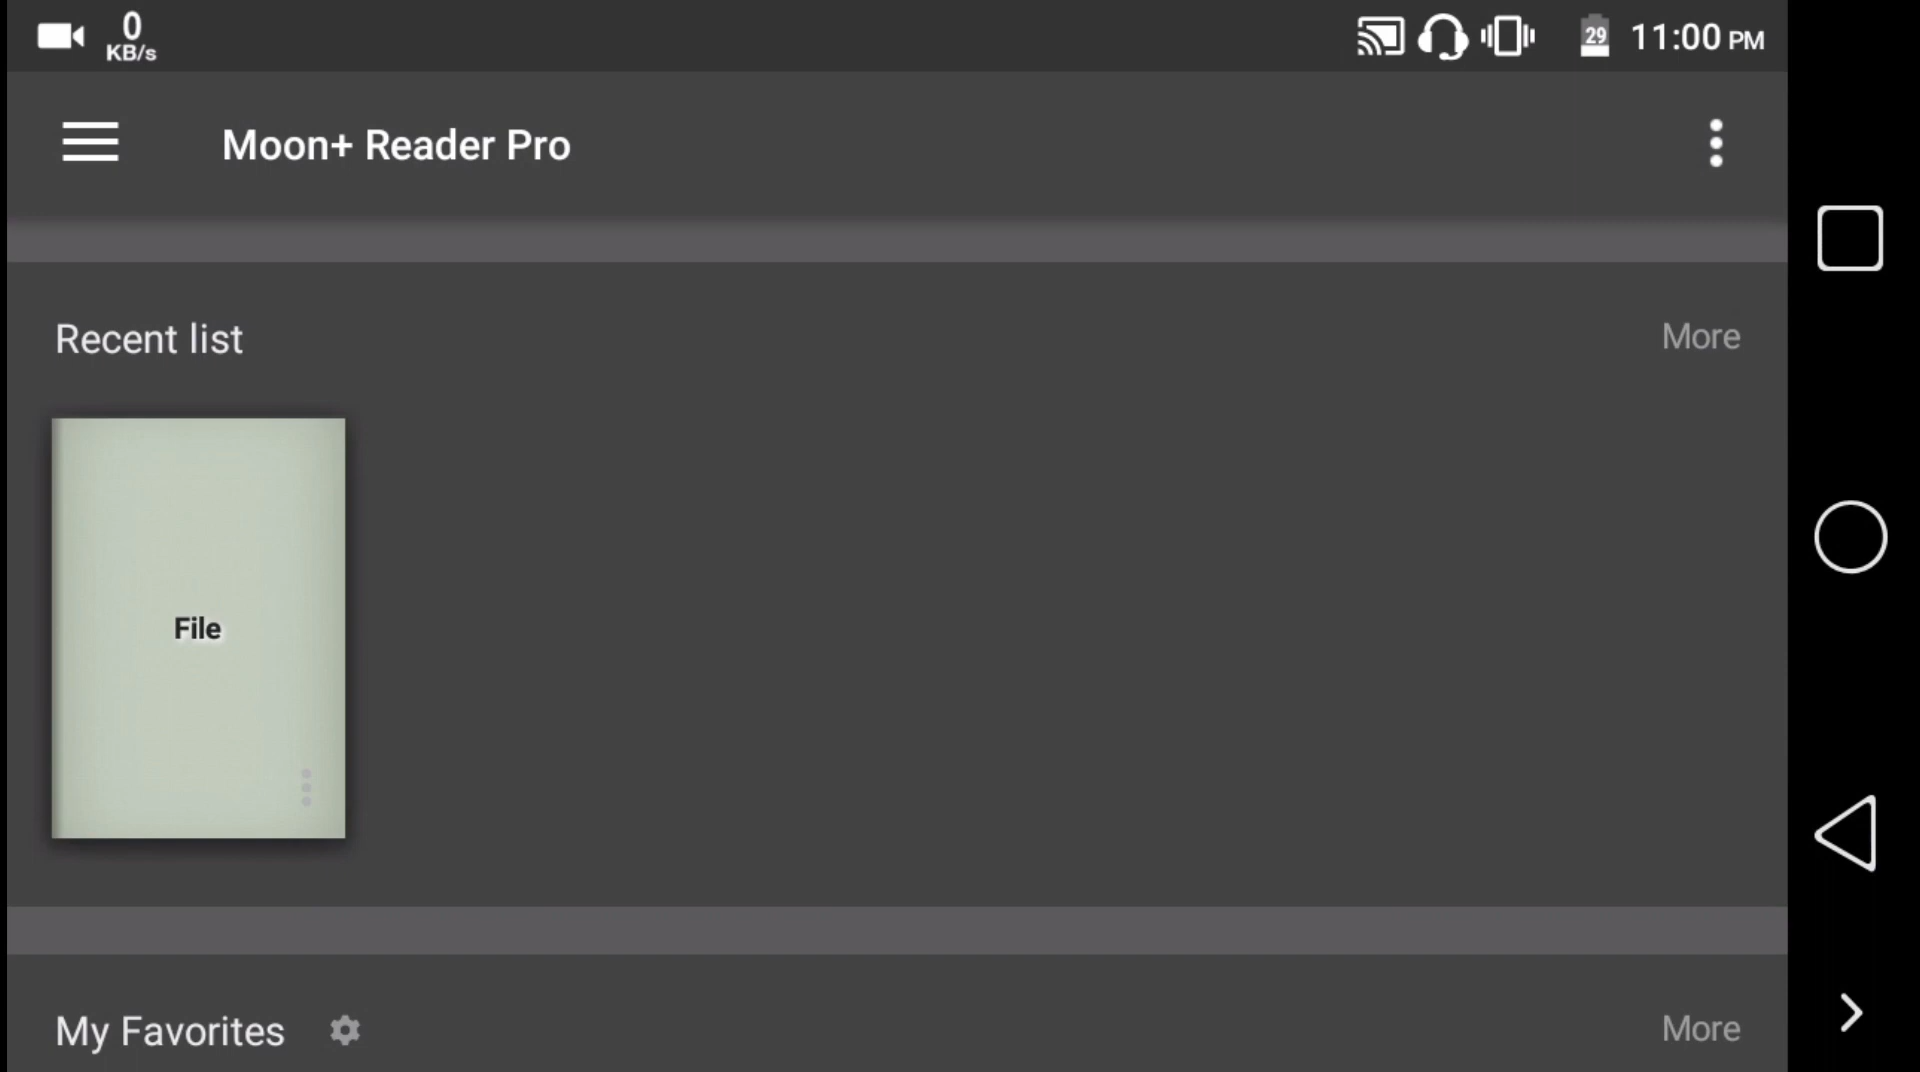 0
KB/s
29
11:00 PM
Moon+ Reader Pro
Recent list
More
File
My Favorites
More